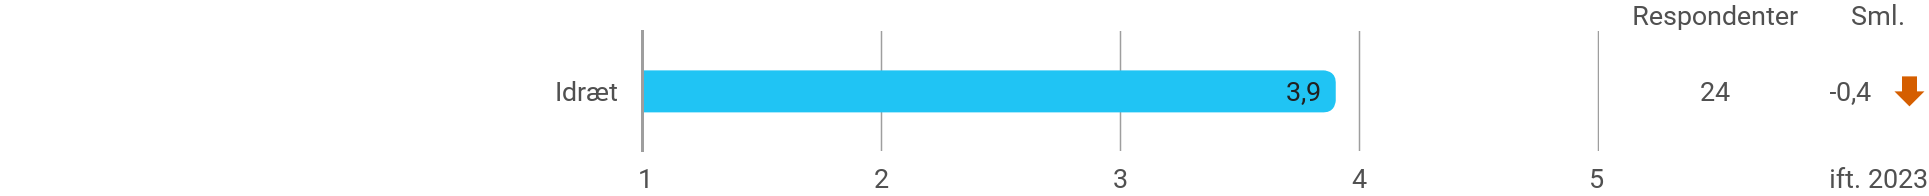 Respondenter Sml.
Idræt 3,9 24 -0,4
1 2 3 4 5 ift. 2023